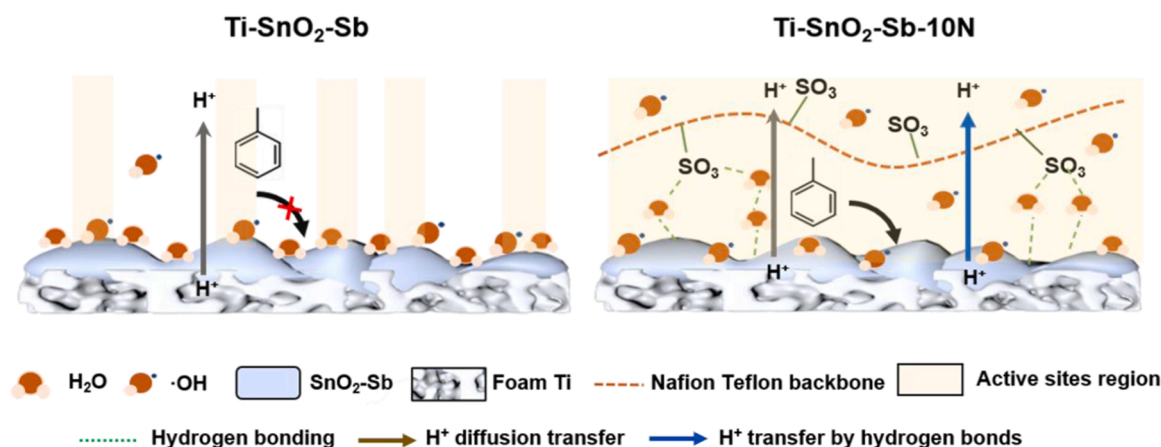 Ti-SnO₂-Sb
Ti-SnO₂-Sb-10N
H⁺
H⁺
H⁺
SO₃
H⁺
SO₃
SO₃
SO₃
H⁺
H⁺
H₂O
·OH
SnO₂-Sb
Foam Ti
Nafion Teflon backbone
Active sites region
Hydrogen bonding
H⁺ diffusion transfer
H⁺ transfer by hydrogen bonds